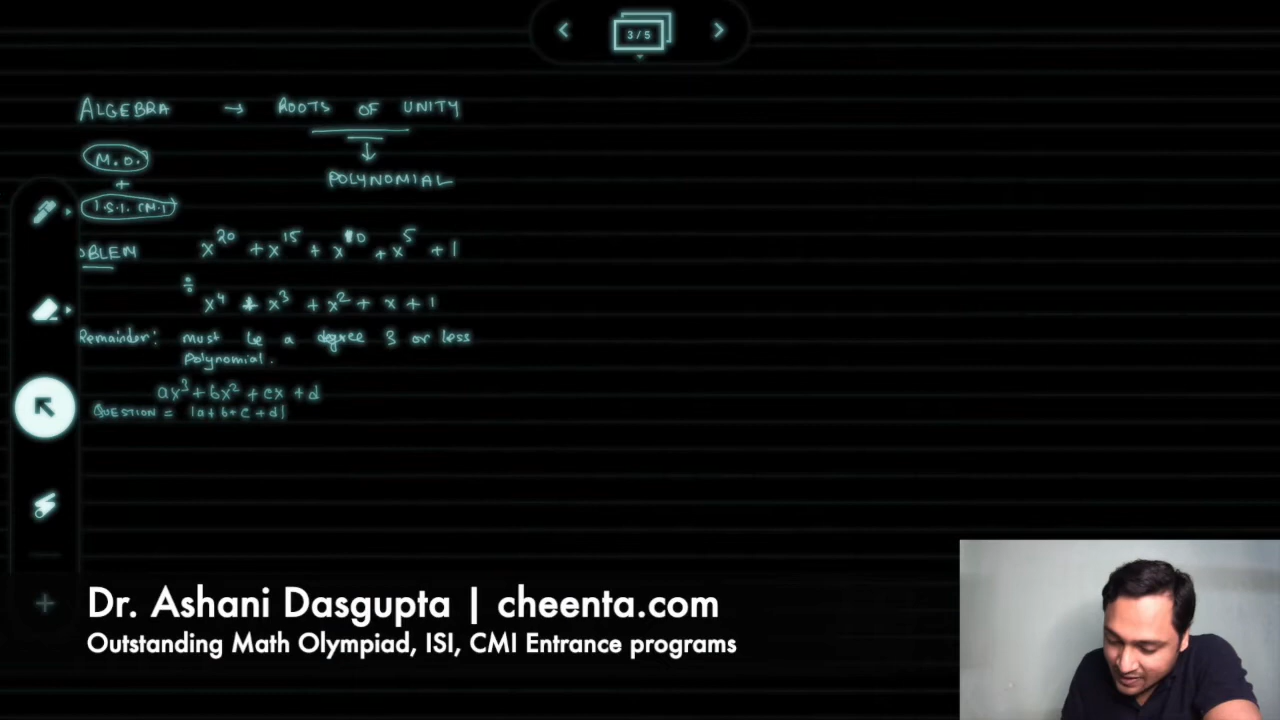 3/5
ALGEBRA → ROOTS OF UNITY
↓
M.O. POLYNOMIAL
+
I.S.I. CM.I
OBLEM x^20 + x^15 + x^10 + x^5 + 1
÷
x^4 + x^3 + x^2 + x + 1
Remainder: must be a degree 3 or less
Polynomial.
ax^3 + bx^2 + cx + d
QUESTION = |a+b+c+d|
Dr. Ashani Dasgupta | cheenta.com
Outstanding Math Olympiad, ISI, CMI Entrance programs